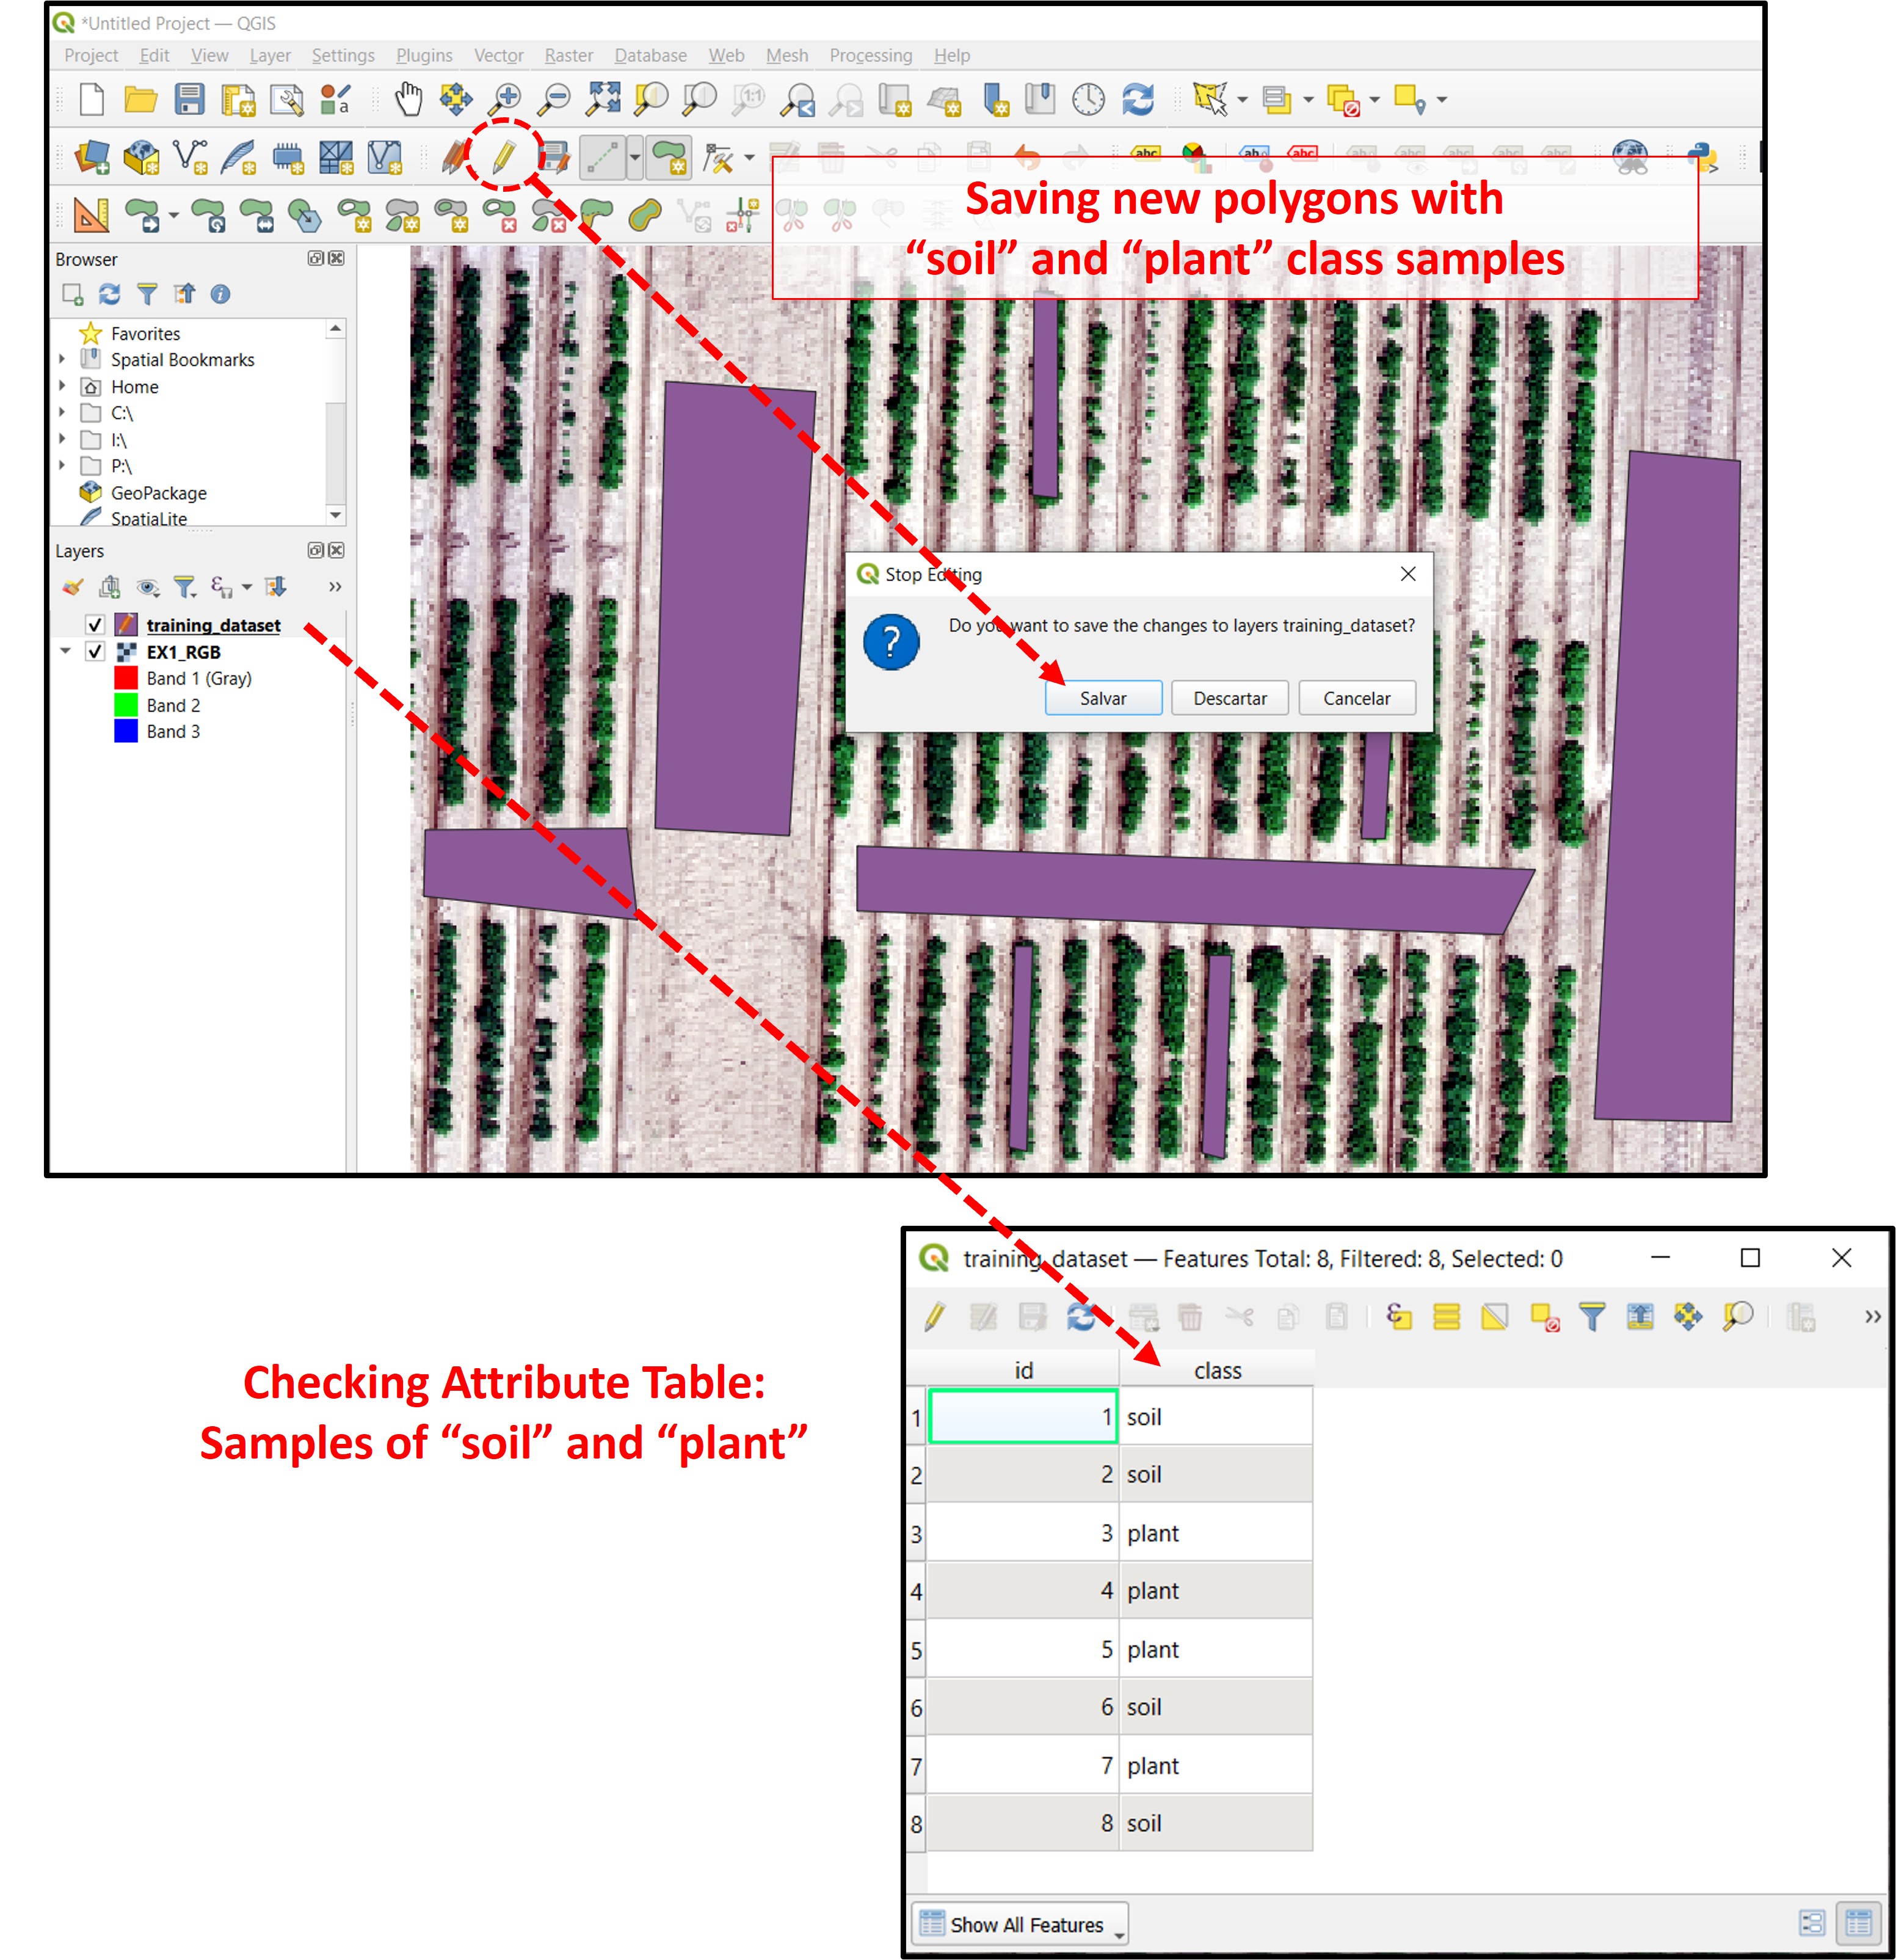 *Untitled Project — QGIS
Project Edit View Layer Settings Plugins Vector Raster Database Web Mesh Processing Help
Saving new polygons with
“soil” and “plant” class samples
Browser
Favorites
Spatial Bookmarks
Home
C:\
I:\
P:\
GeoPackage
SpatiaLite
Layers
training_dataset
EX1_RGB
Band 1 (Gray)
Band 2
Band 3
Stop Editing
Do you want to save the changes to layers training_dataset?
Salvar Descartar Cancelar
Checking Attribute Table:
Samples of “soil” and “plant”
training_dataset — Features Total: 8, Filtered: 8, Selected: 0
id class
1 1 soil
2 2 soil
3 3 plant
4 4 plant
5 5 plant
6 6 soil
7 7 plant
8 8 soil
Show All Features